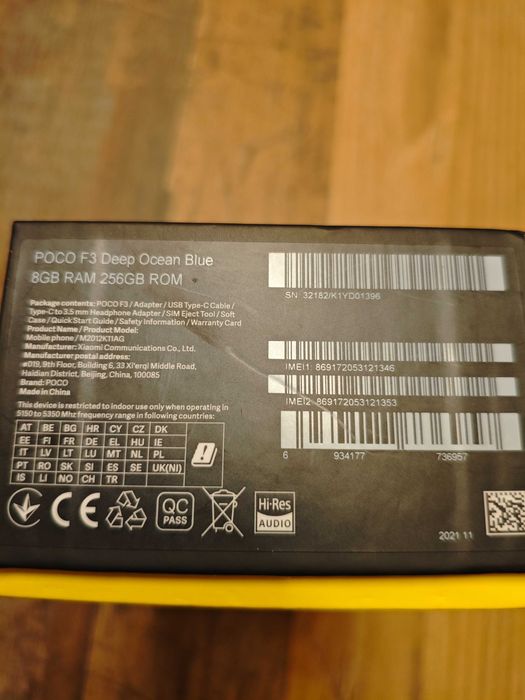 POCO F3 Deep Ocean Blue
8GB RAM 256GB ROM
Package contents: POCO F3 / Adapter / USB Type-C Cable /
Type-C to 3.5 mm Headphone Adapter / SIM Eject Tool / Soft
Case / Quick Start Guide / Safety Information / Warranty Card
Product Name / Product Model:
Mobile phone / M2012K11AG
Manufacturer: Xiaomi Communications Co., Ltd.
Manufacturer postal address:
#019, 9th Floor, Building 6, 33 Xi'erqi Middle Road,
Haidian District, Beijing, China, 100085
Brand: POCO
Made in China
This device is restricted to indoor use only when operating in
5150 to 5350 Mhz frequency range in following countries:
AT BE BG HR CY CZ DK
EE FI FR DE EL HU IE
IT LV LT LU MT NL PL
PT RO SK SI ES SE UK(NI)
IS LI NO CH TR
CE
QC
PASS
Hi-Res
AUDIO
SN 32182/K1YD01396
IMEI1 869172053121346
IMEI2 869172053121353
6 934177 736957
2021 11